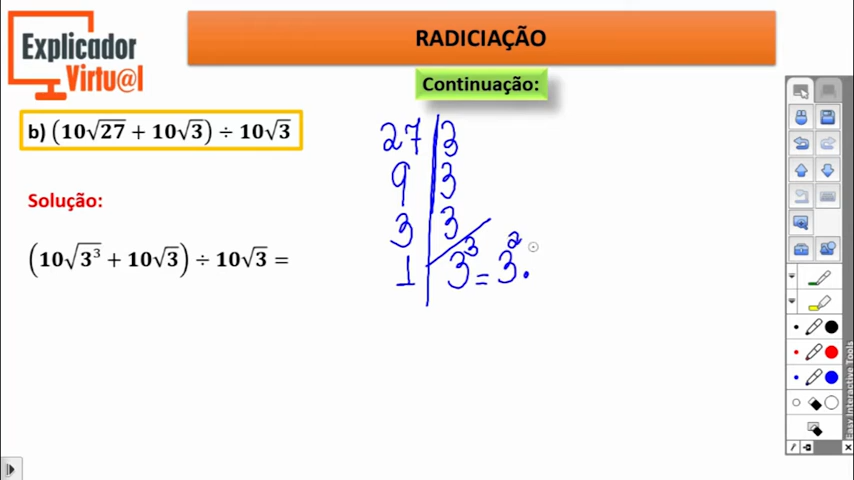 Explicador
Virtu@l
RADICIAÇÃO
Continuação:
b) (10√27 + 10√3) ÷ 10√3
Solução:
(10√3³ + 10√3) ÷ 10√3 =
27 | 3
9 | 3
3 | 3
1 | 3³ = 3² .
Easy Interactive Tools